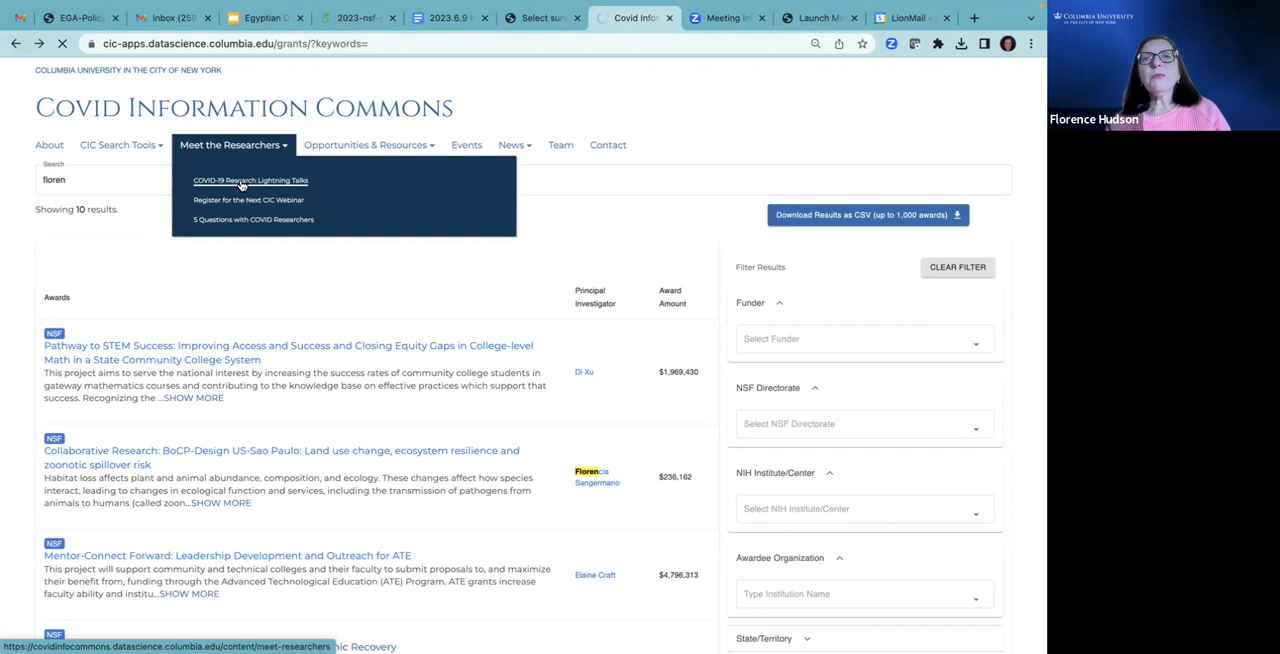 EGA-Policy
Inbox (259
Egyptian D
2023-nsf-p
2023.6.9 h
Select sur
Covid Infor
Meeting In
Launch Me
LionMail -
cic-apps.datascience.columbia.edu/grants/?keywords=
COLUMBIA UNIVERSITY
IN THE CITY OF NEW YORK
Florence Hudson
COLUMBIA UNIVERSITY IN THE CITY OF NEW YORK
COVID INFORMATION COMMONS
About
CIC Search Tools
Meet the Researchers
Opportunities & Resources
Events
News
Team
Contact
COVID-19 Research Lightning Talks
Register for the Next CIC Webinar
5 Questions with COVID Researchers
Search
floren
Showing 10 results.
Download Results as CSV (up to 1,000 awards)
Awards
Principal Investigator
Award Amount
NSF
Pathway to STEM Success: Improving Access and Success and Closing Equity Gaps in College-level
Math in a State Community College System
This project aims to serve the national interest by increasing the success rates of community college students in
gateway mathematics courses and contributing to the knowledge base on effective practices which support that
success. Recognizing the ...SHOW MORE
Di Xu
$1,969,430
NSF
Collaborative Research: BoCP-Design US-Sao Paulo: Land use change, ecosystem resilience and
zoonotic spillover risk
Habitat loss affects plant and animal abundance, composition, and ecology. These changes affect how species
interact, leading to changes in ecological function and services, including the transmission of pathogens from
animals to humans (called zoon...SHOW MORE
Florencia
Sangermano
$236,162
NSF
Mentor-Connect Forward: Leadership Development and Outreach for ATE
This project will support community and technical colleges and their faculty to submit proposals to, and maximize
their benefit from, funding through the Advanced Technological Education (ATE) Program. ATE grants increase
faculty ability and institu...SHOW MORE
Elaine Craft
$4,796,313
NSF
ic Recovery
Filter Results
CLEAR FILTER
Funder
Select Funder
NSF Directorate
Select NSF Directorate
NIH Institute/Center
Select NIH Institute/Center
Awardee Organization
Type Institution Name
State/Territory
https://covidinfocommons.datascience.columbia.edu/content/meet-researchers